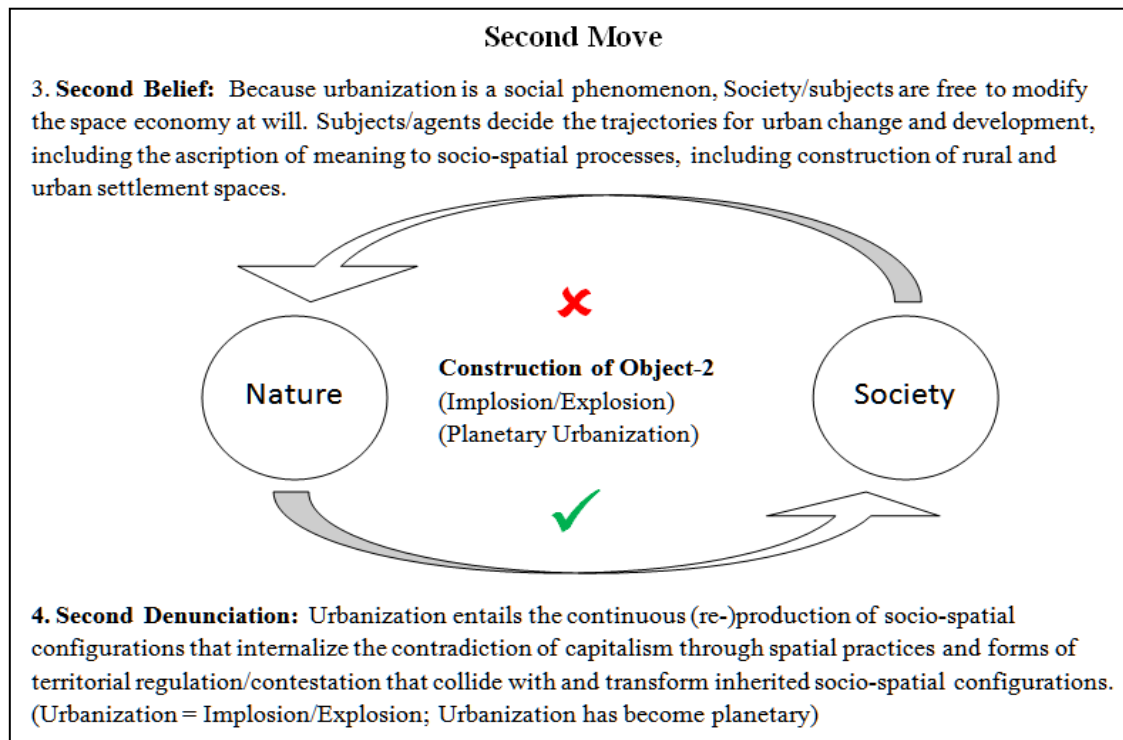 Second Move
3. Second Belief: Because urbanization is a social phenomenon, Society/subjects are free to modify
the space economy at will. Subjects/agents decide the trajectories for urban change and development,
including the ascription of meaning to socio-spatial processes, including construction of rural and
urban settlement spaces.
Nature
Construction of Object-2
(Implosion/Explosion)
(Planetary Urbanization)
Society
4. Second Denunciation: Urbanization entails the continuous (re-)production of socio-spatial
configurations that internalize the contradiction of capitalism through spatial practices and forms of
territorial regulation/contestation that collide with and transform inherited socio-spatial configurations.
(Urbanization = Implosion/Explosion; Urbanization has become planetary)